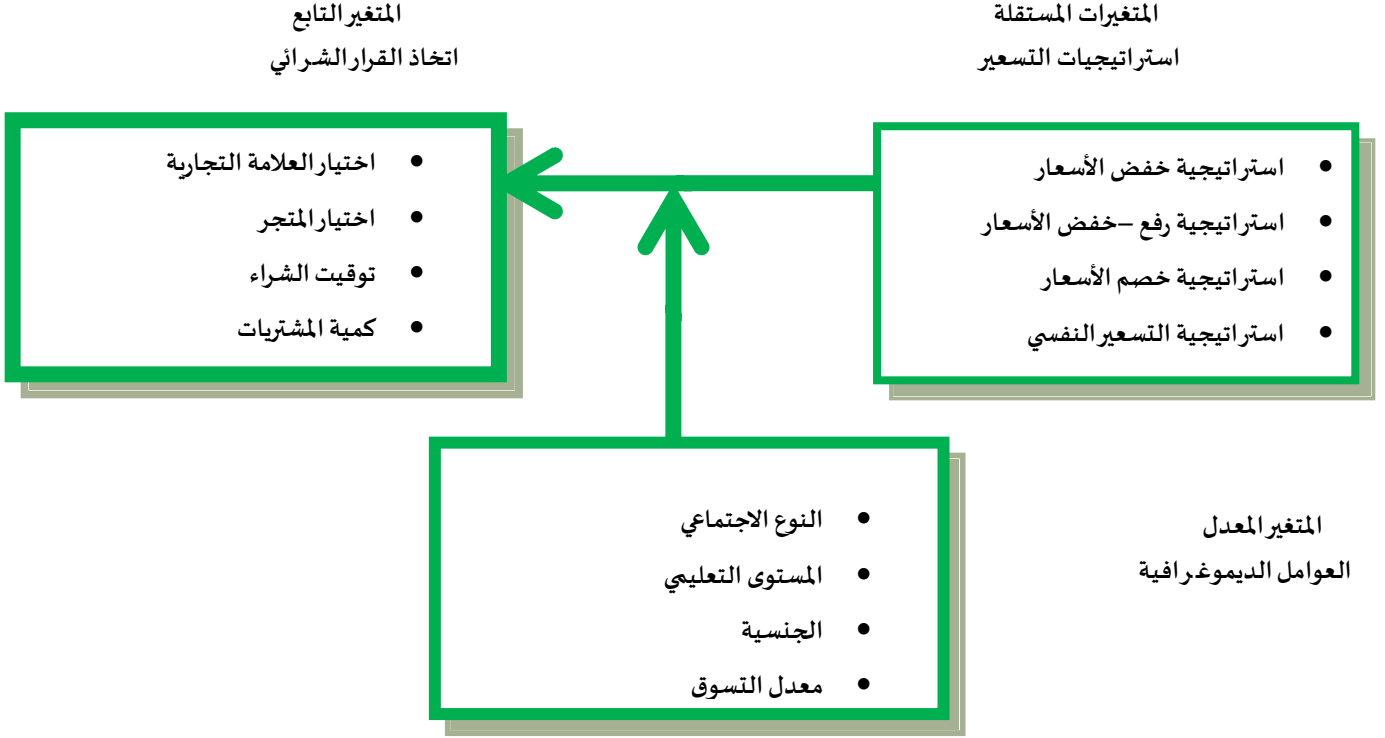 المتغيرات المستقلة
استراتيجيات التسعير
• استراتيجية خفض الأسعار
• استراتيجية رفع –خفض الأسعار
• استراتيجية خصم الأسعار
• استراتيجية التسعير النفسي
المتغير التابع
اتخاذ القرار الشرائي
• اختيار العلامة التجارية
• اختيار المتجر
• توقيت الشراء
• كمية المشتريات
المتغير المعدل
العوامل الديموغرافية
• النوع الاجتماعي
• المستوى التعليمي
• الجنسية
• معدل التسوق